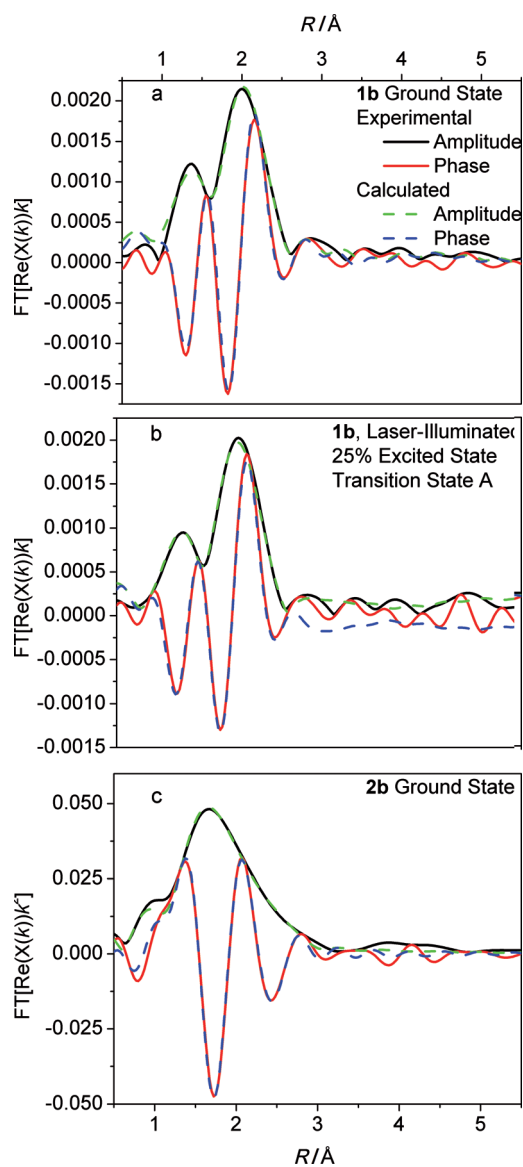 R / Å
1 2 3 4 5
a
1b Ground State
Experimental
Amplitude
Phase
Calculated
Amplitude
Phase
0.0020
0.0015
0.0010
0.0005
0.0000
-0.0005
-0.0010
-0.0015
FT[Re(X(k))k]
b
1b, Laser-Illuminated
25% Excited State
Transition State A
0.0020
0.0015
0.0010
0.0005
0.0000
-0.0005
-0.0010
-0.0015
FT[Re(X(k))k]
c
2b Ground State
0.050
0.025
0.000
-0.025
-0.050
FT[Re(X(k))k²]
1 2 3 4 5
R / Å